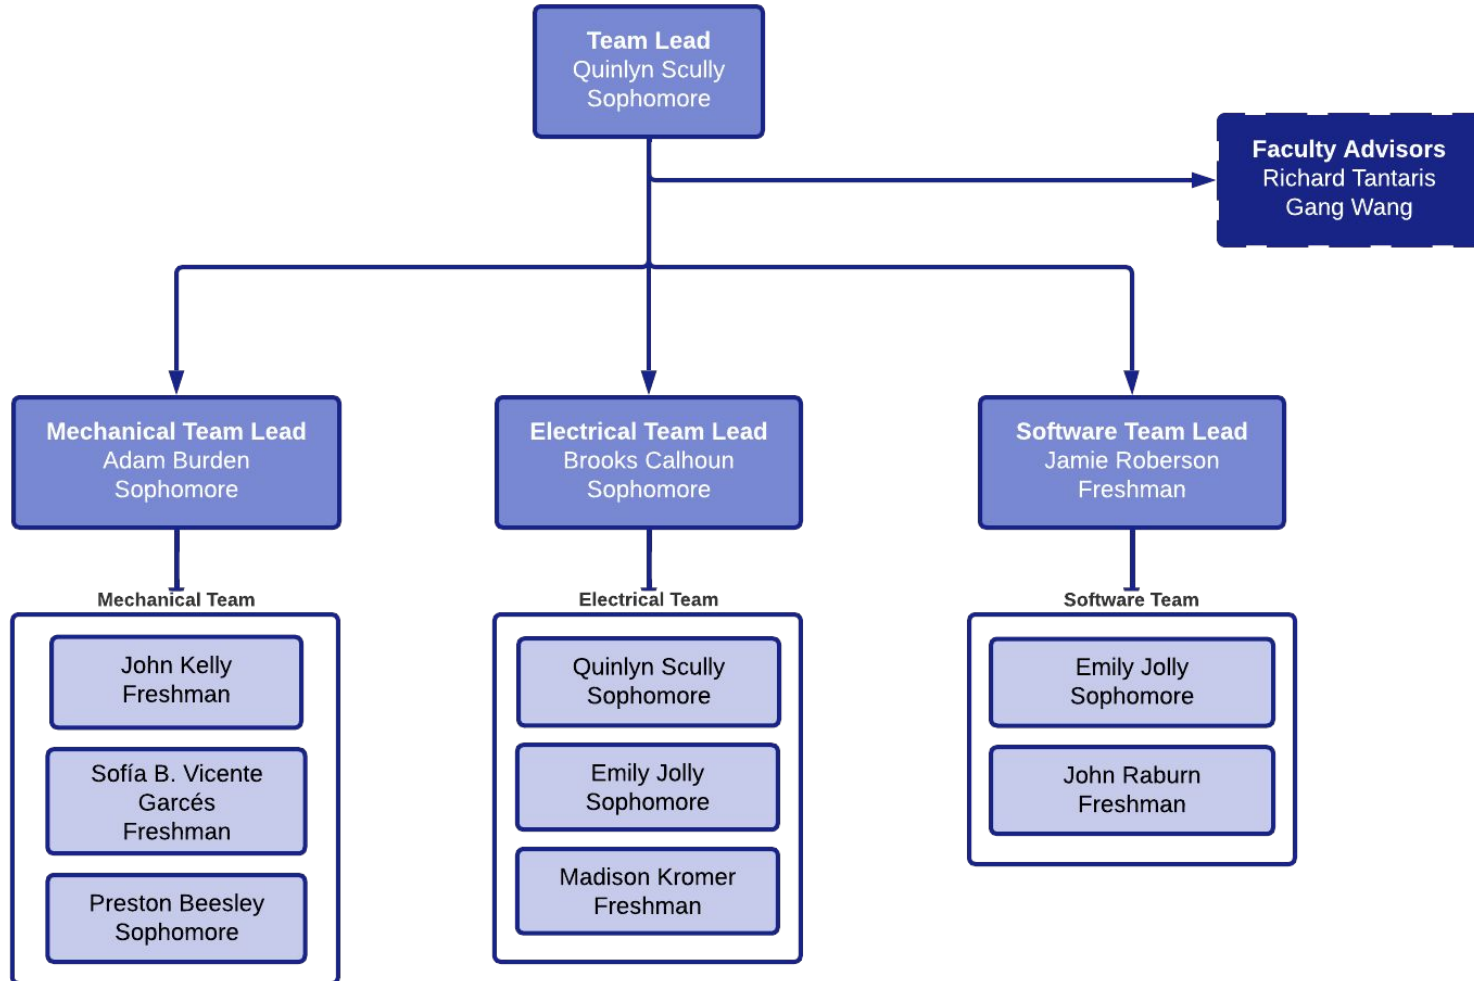 Team Lead
Quinlyn Scully
Sophomore
Faculty Advisors
Richard Tantaris
Gang Wang
Mechanical Team Lead
Adam Burden
Sophomore
Electrical Team Lead
Brooks Calhoun
Sophomore
Software Team Lead
Jamie Roberson
Freshman
Mechanical Team
John Kelly
Freshman
Sofía B. Vicente
Garcés
Freshman
Preston Beesley
Sophomore
Electrical Team
Quinlyn Scully
Sophomore
Emily Jolly
Sophomore
Madison Kromer
Freshman
Software Team
Emily Jolly
Sophomore
John Raburn
Freshman